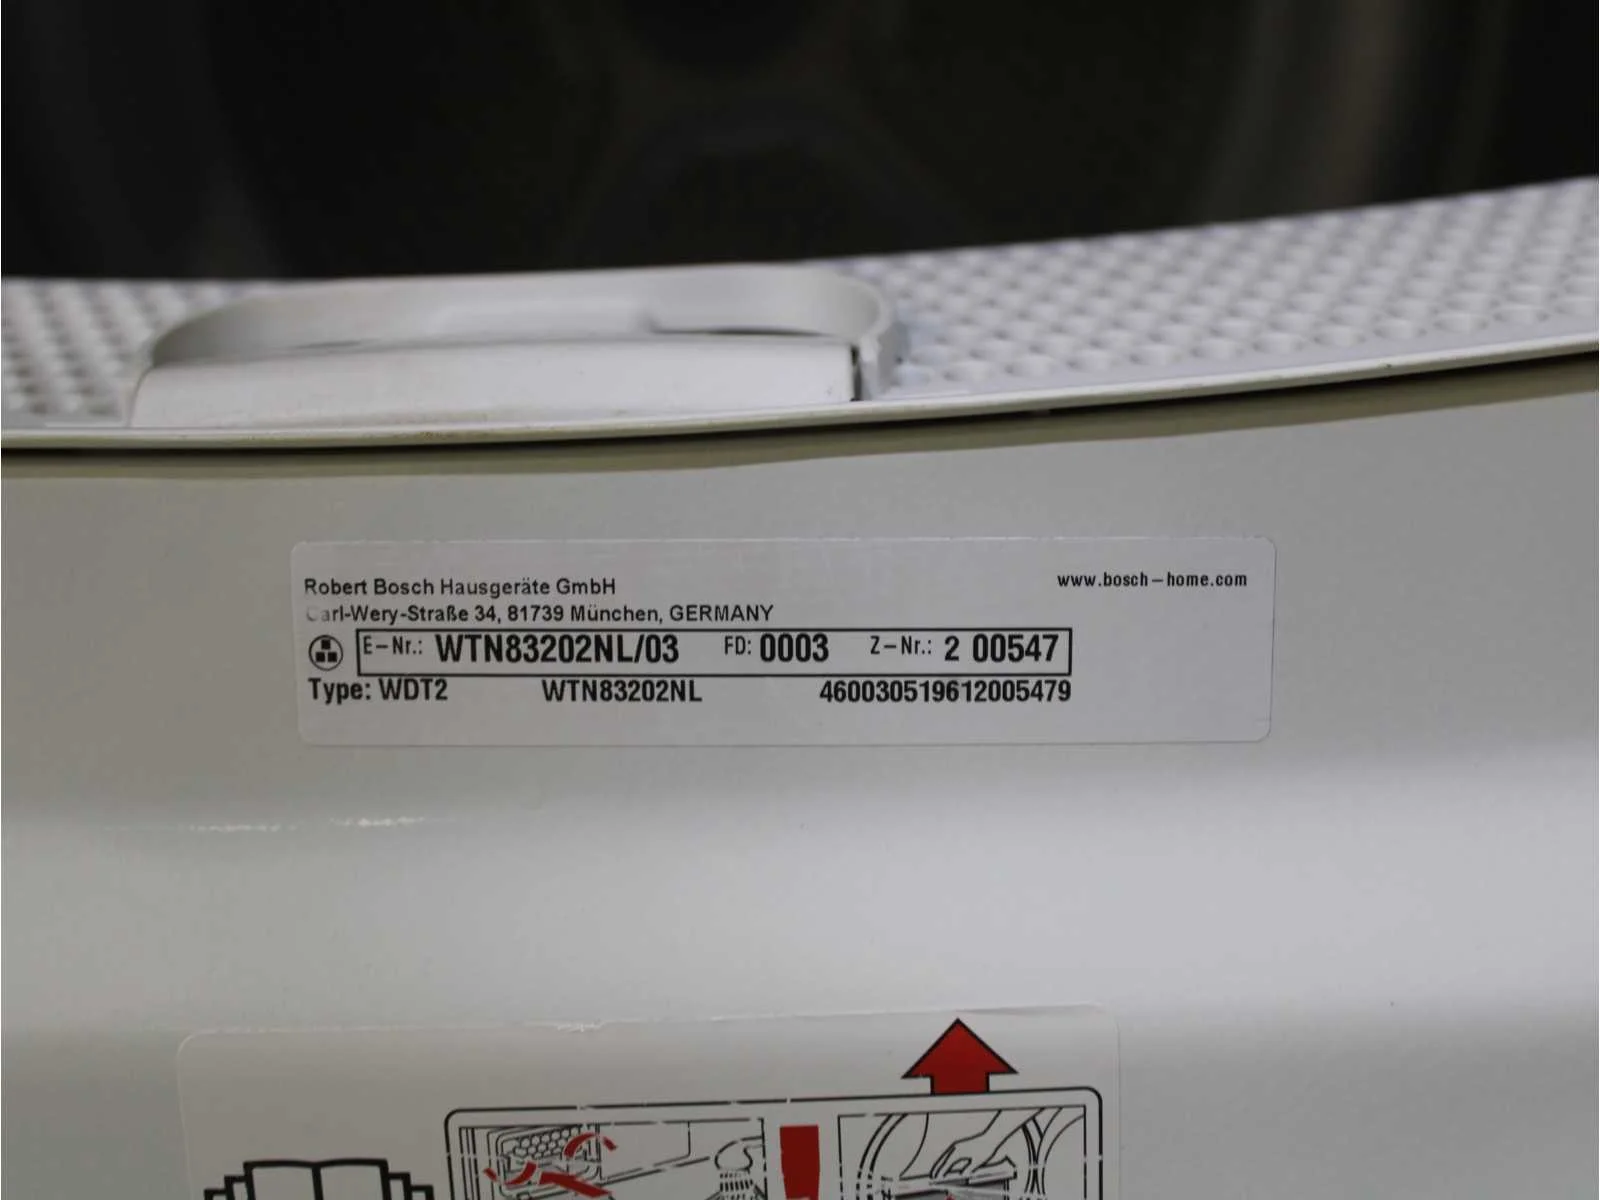 Robert Bosch Hausgeräte GmbH
www.bosch-home.com
Carl-Wery-Straße 34, 81739 München, GERMANY
E-Nr.: WTN83202NL/03 FD: 0003 Z-Nr.: 2 00547
Type: WDT2 WTN83202NL 460030519612005479